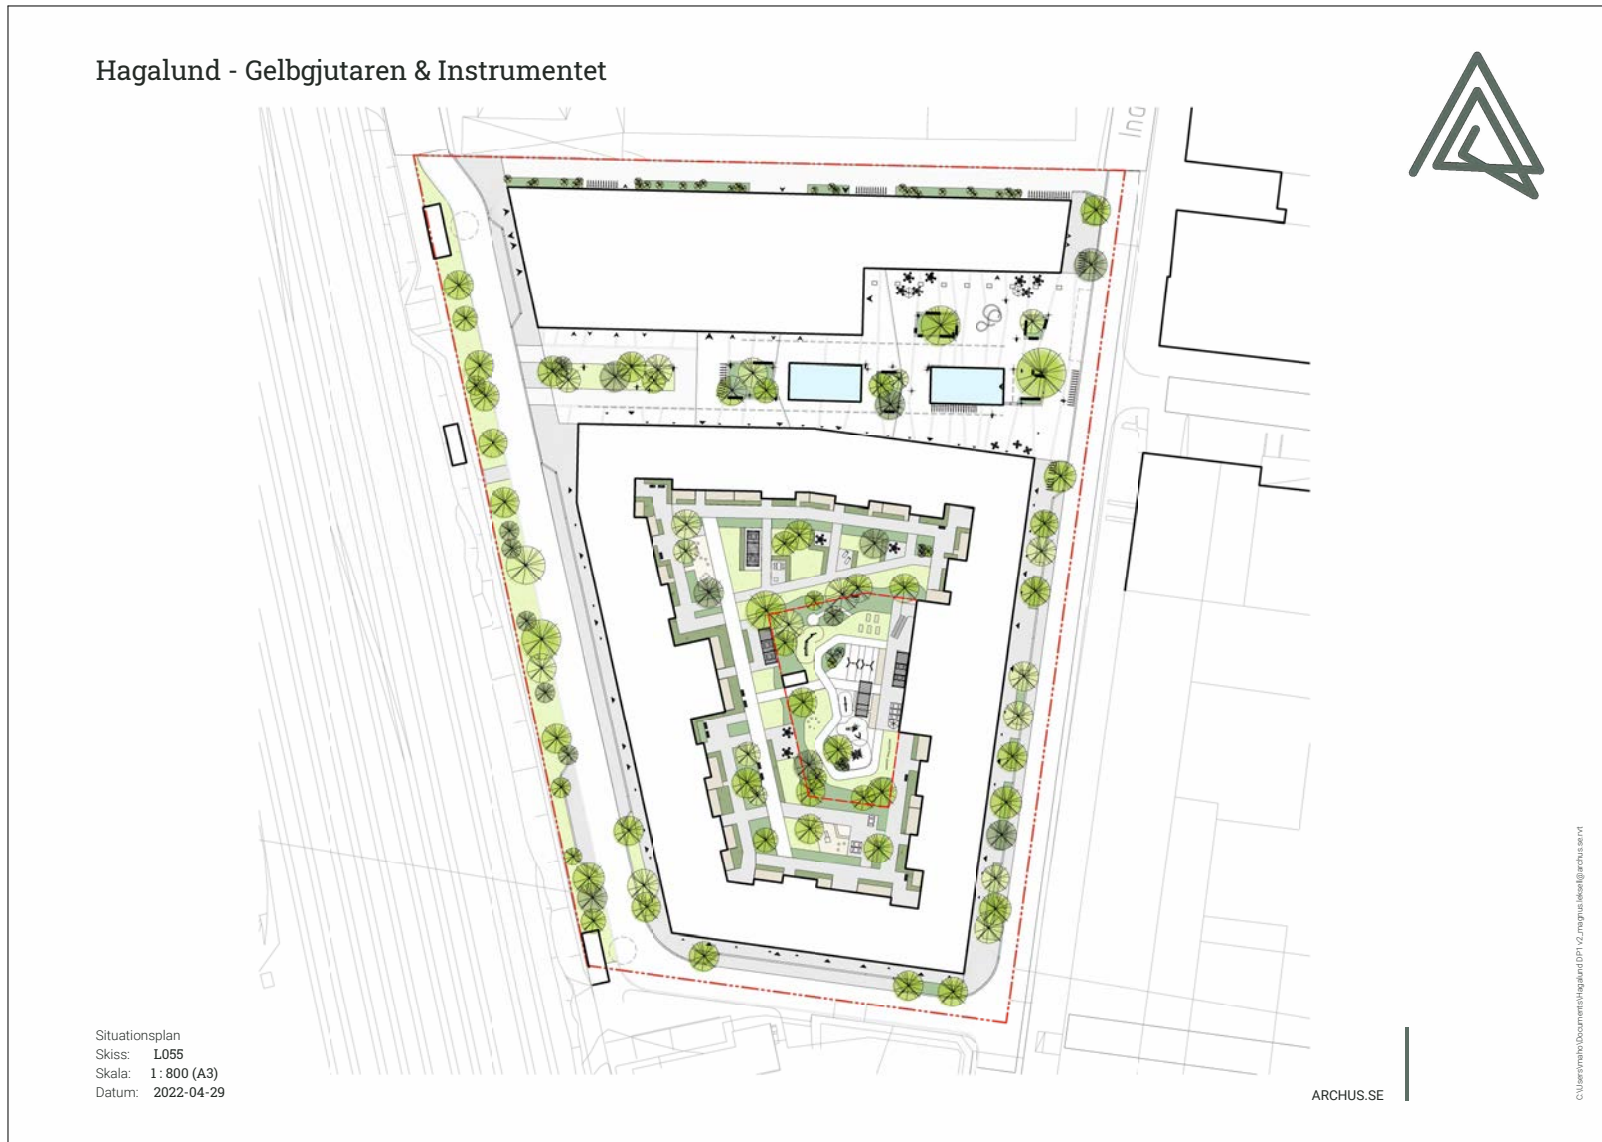 Hagalund - Gelbgjutaren & Instrumentet
Situationsplan
Skiss: L055
Skala: 1 : 800 (A3)
Datum: 2022-04-29
ARCHUS.SE